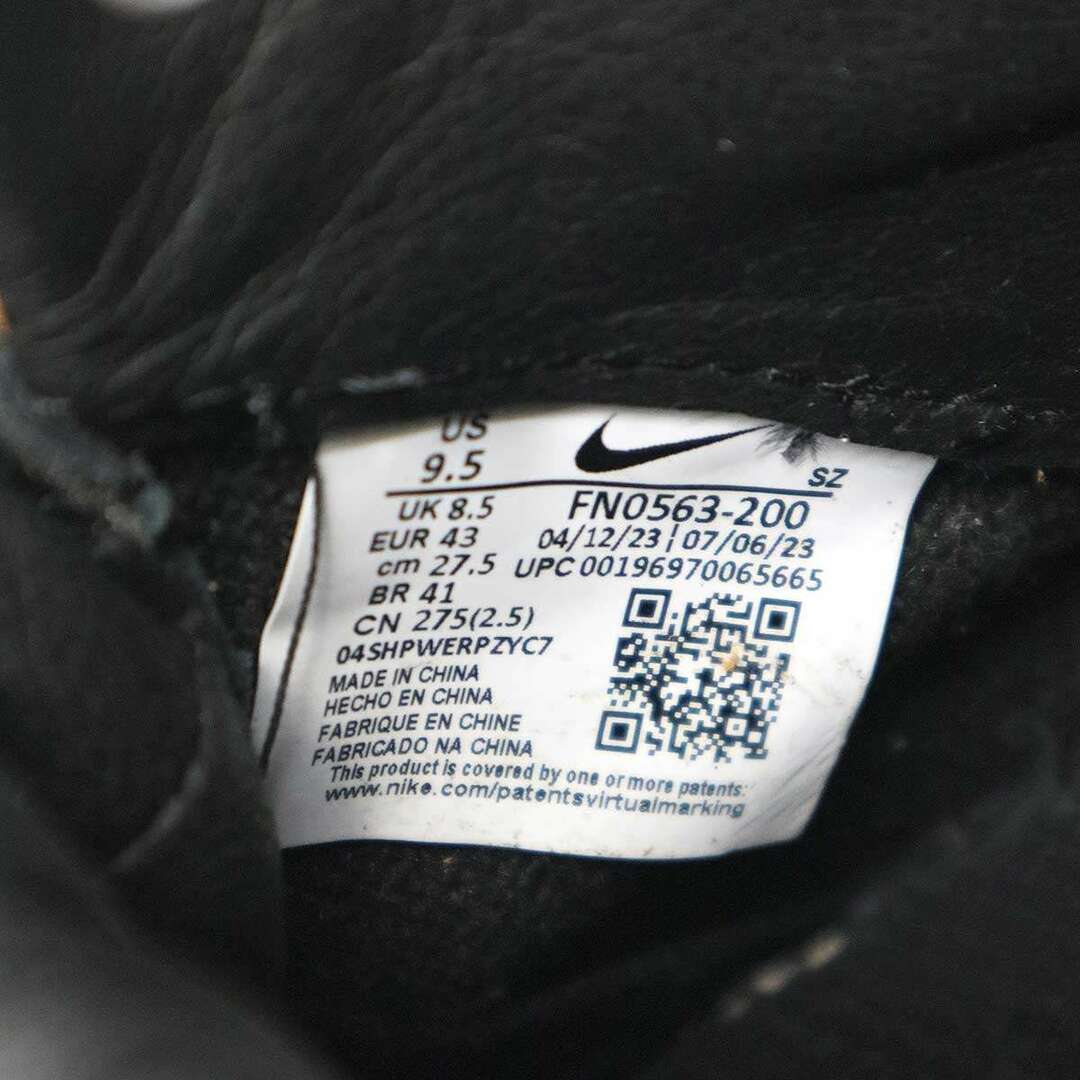 US
9.5
SZ
UK 8.5
FN0563-200
EUR 43
04/12/23 | 07/06/23
cm 27.5
UPC 00196970065665
BR 41
CN 275(2.5)
04SHPWERPZYC7
MADE IN CHINA
HECHO EN CHINA
FABRIQUE EN CHINE
FABRICADO NA CHINA
This product is covered by one or more patents:
www.nike.com/patentsvirtualmarking